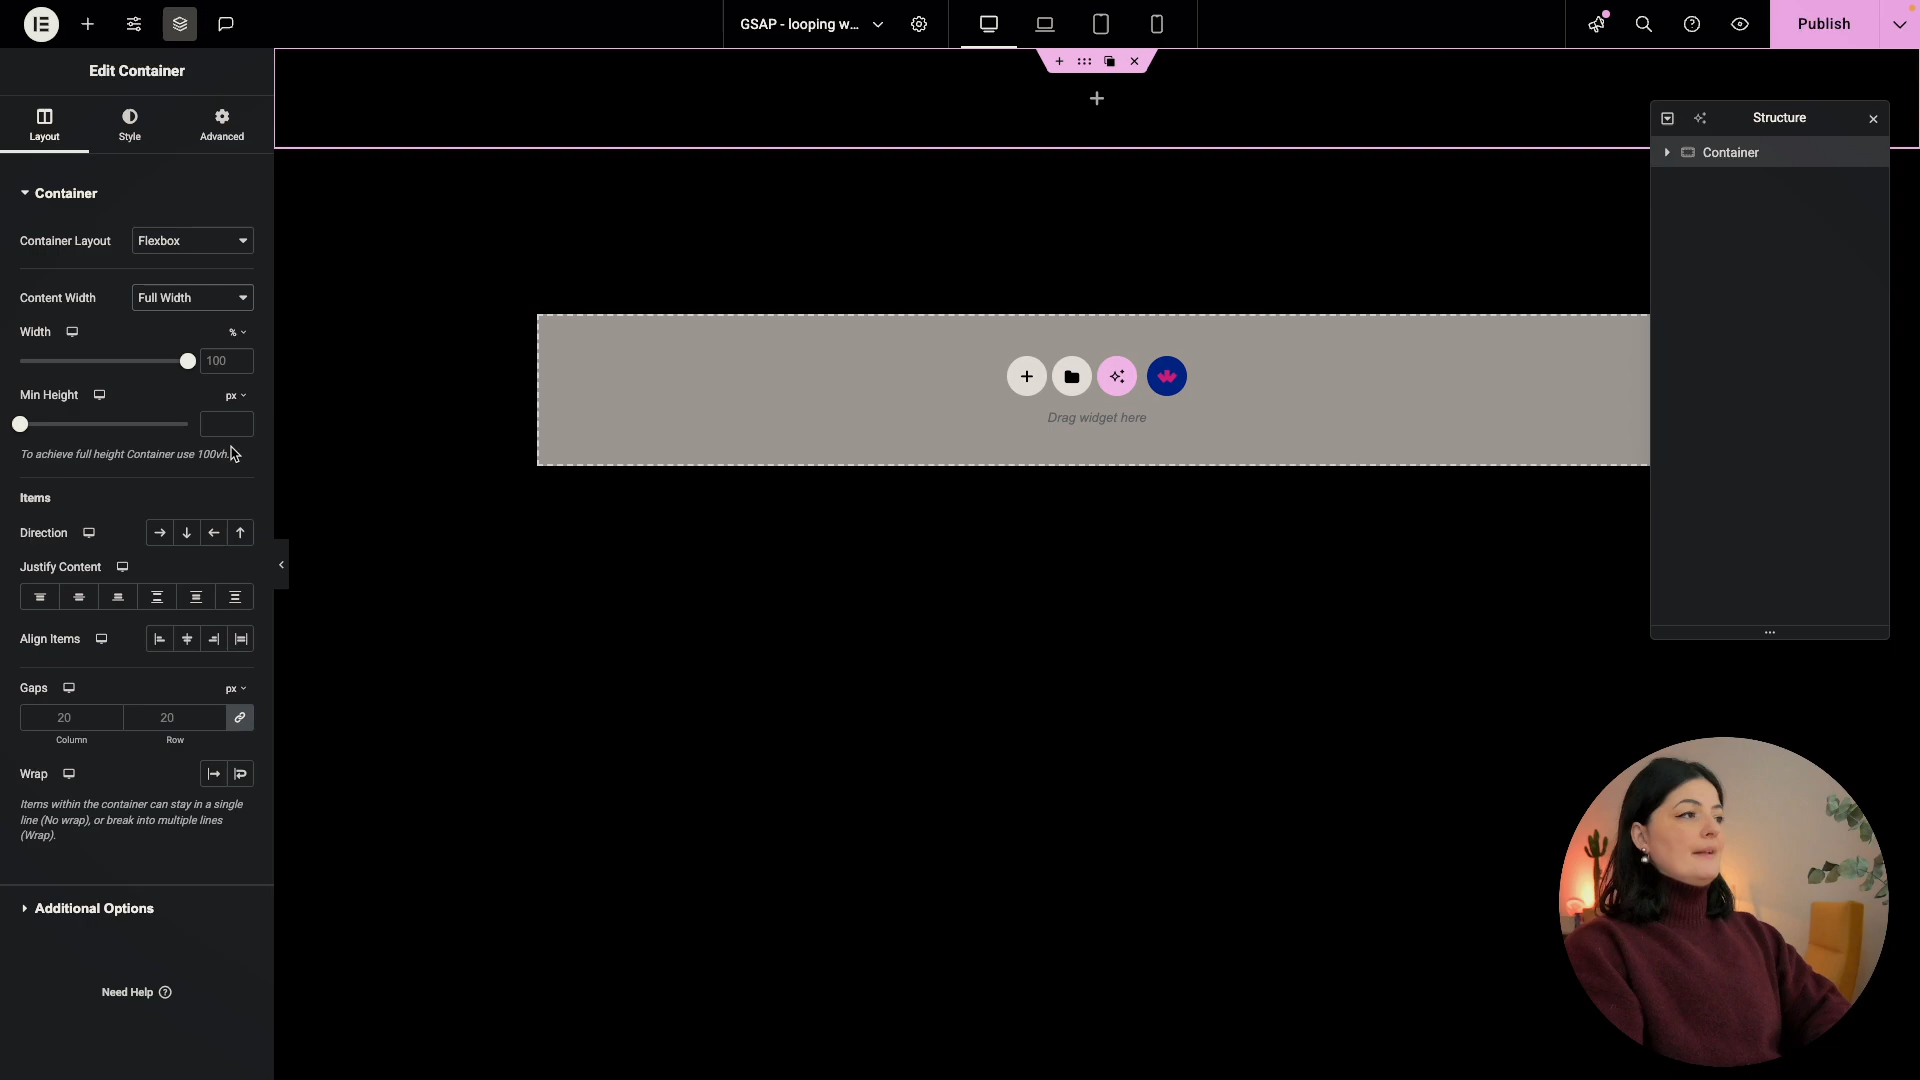 GSAP - looping w...
Publish
Edit Container
Layout
Style
Advanced
Structure
Container
Container
Container Layout
Flexbox
Content Width
Full Width
Width
%
100
Min Height
px
To achieve full height Container use 100vh.
Drag widget here
Items
Direction
Justify Content
Align Items
Gaps
px
20
20
Column
Row
Wrap
Items within the container can stay in a single
line (No wrap), or break into multiple lines
(Wrap).
Additional Options
Need Help